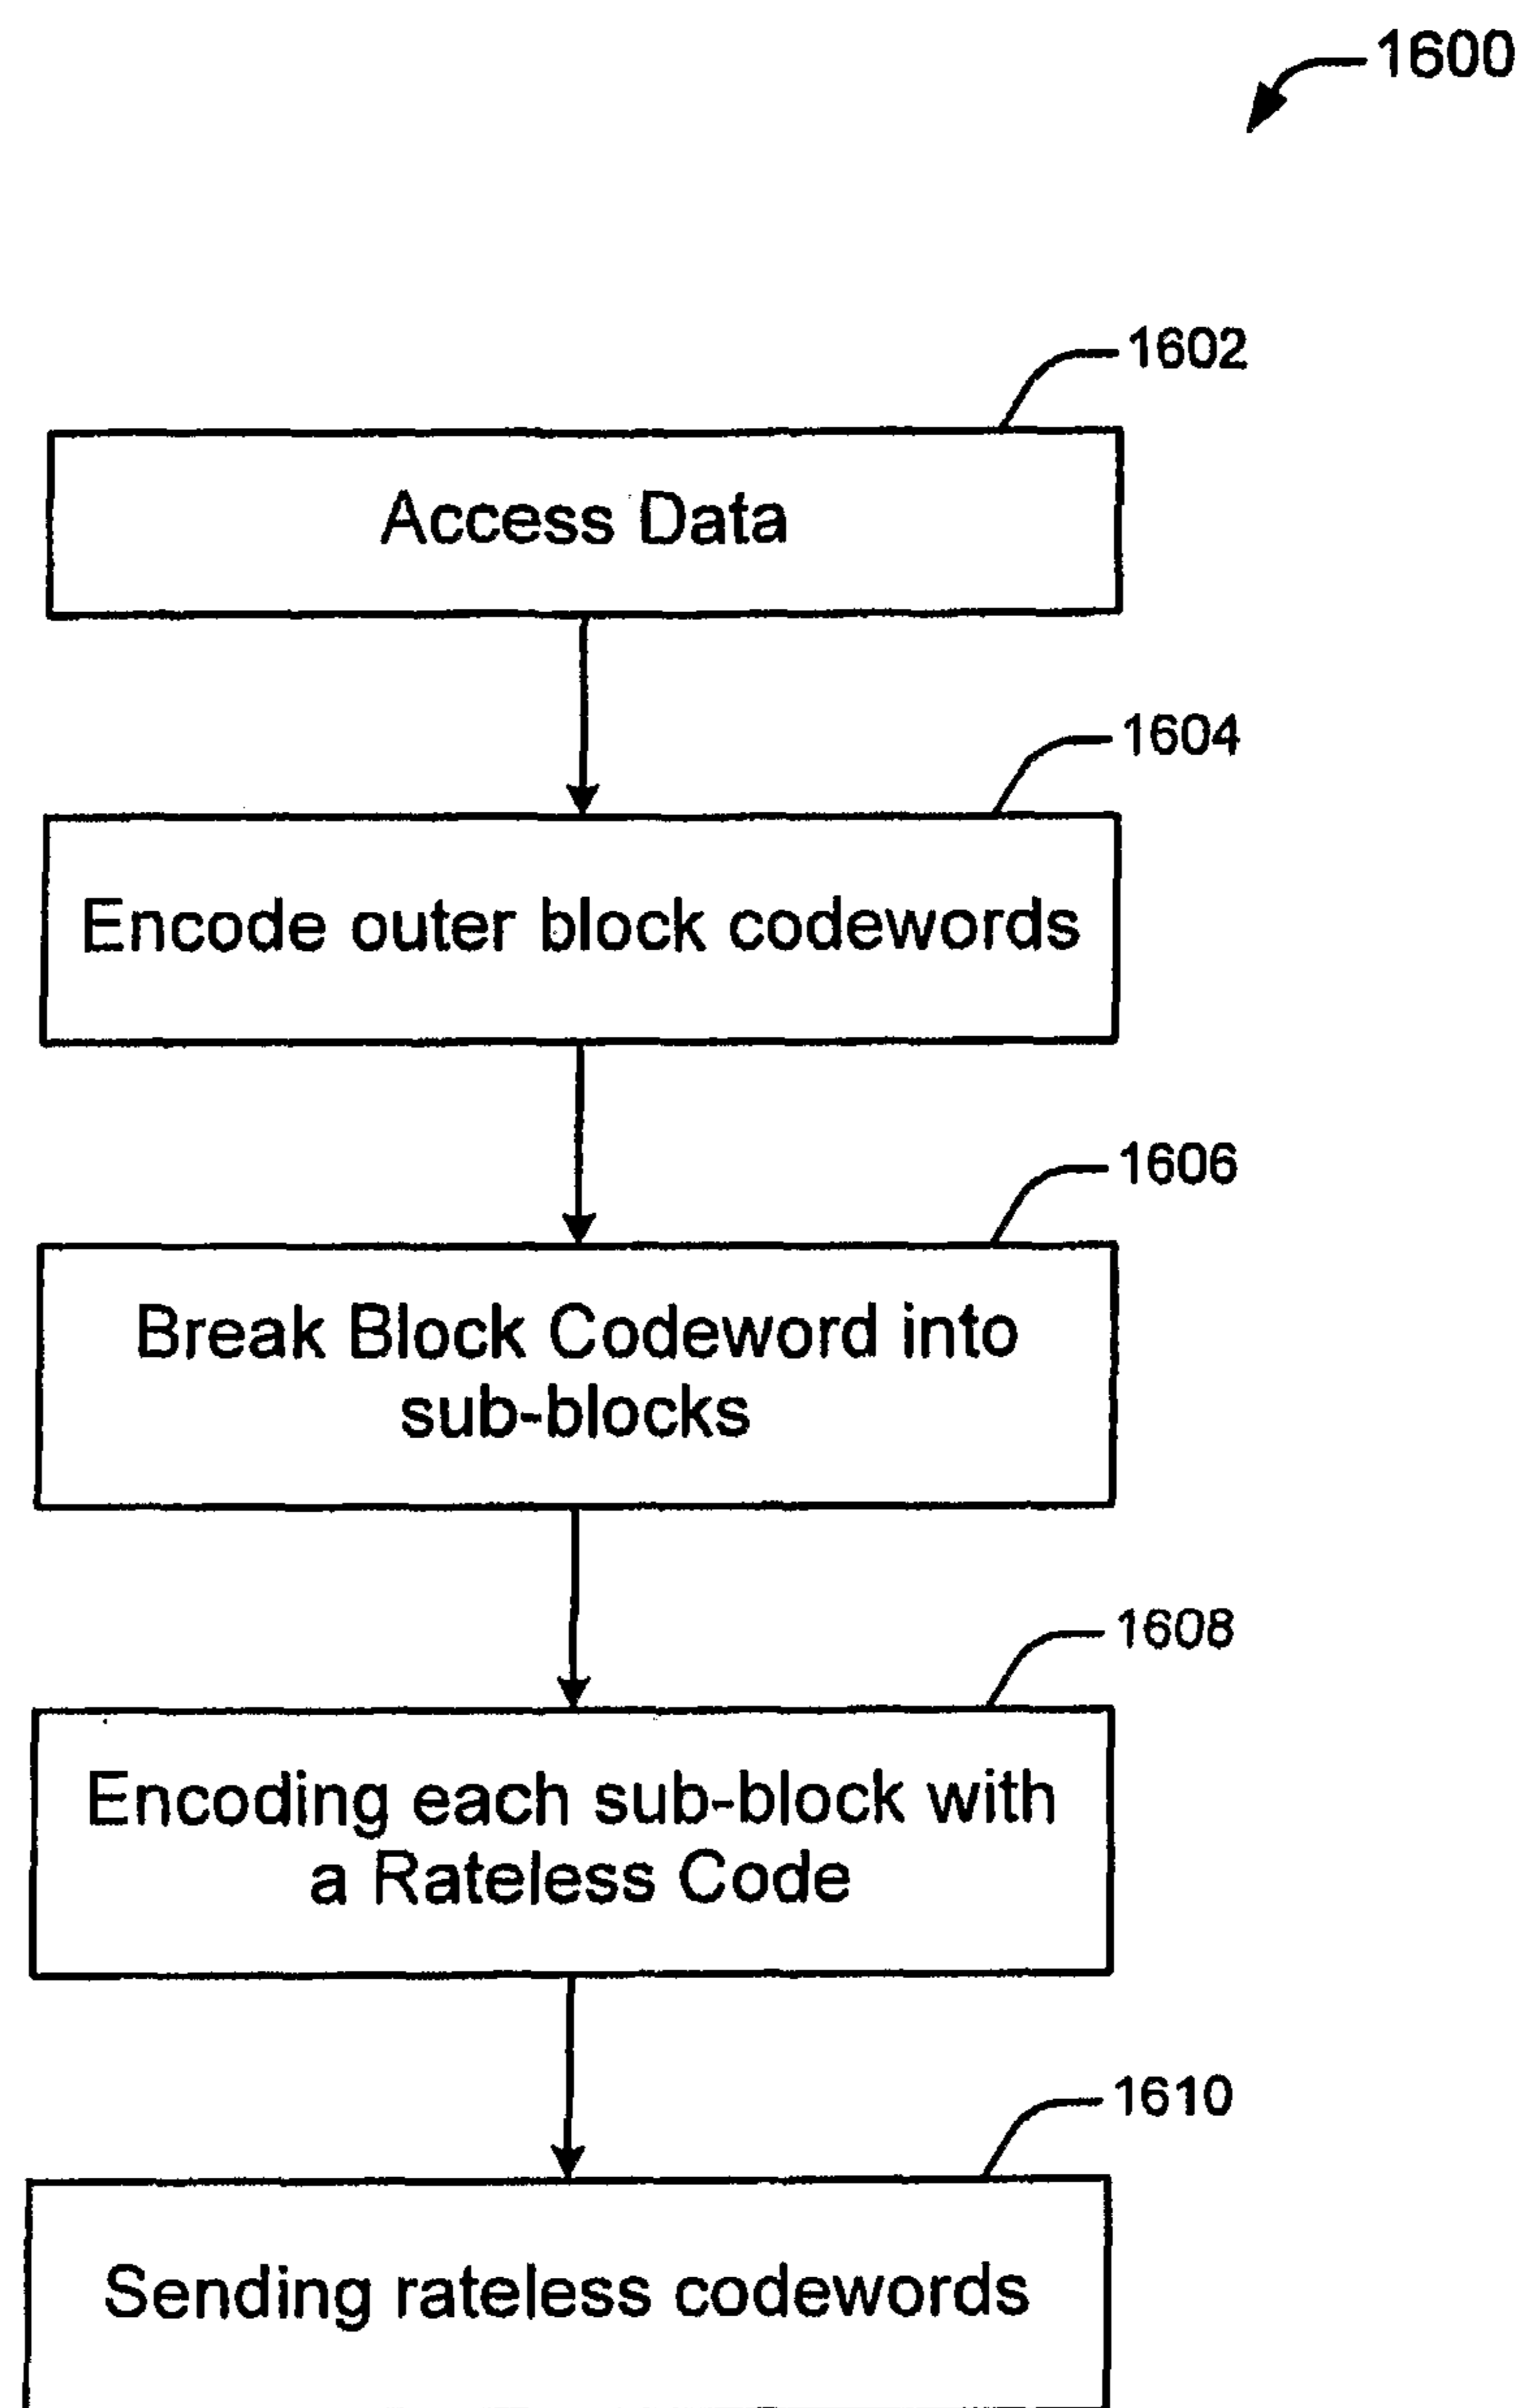 1600
1602
Access Data
1604
Encode outer block codewords
1606
Break Block Codeword into
sub-blocks
1608
Encoding each sub-block with
a Rateless Code
1610
Sending rateless codewords